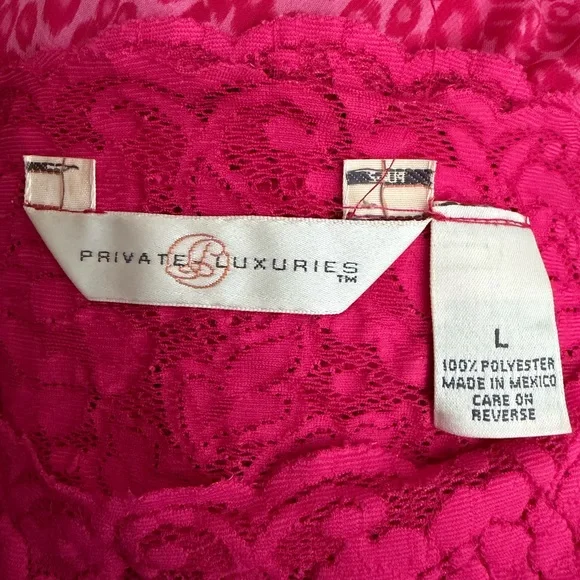 PRIVATE LUXURIES
TM
L
100% POLYESTER
MADE IN MEXICO
CARE ON
REVERSE